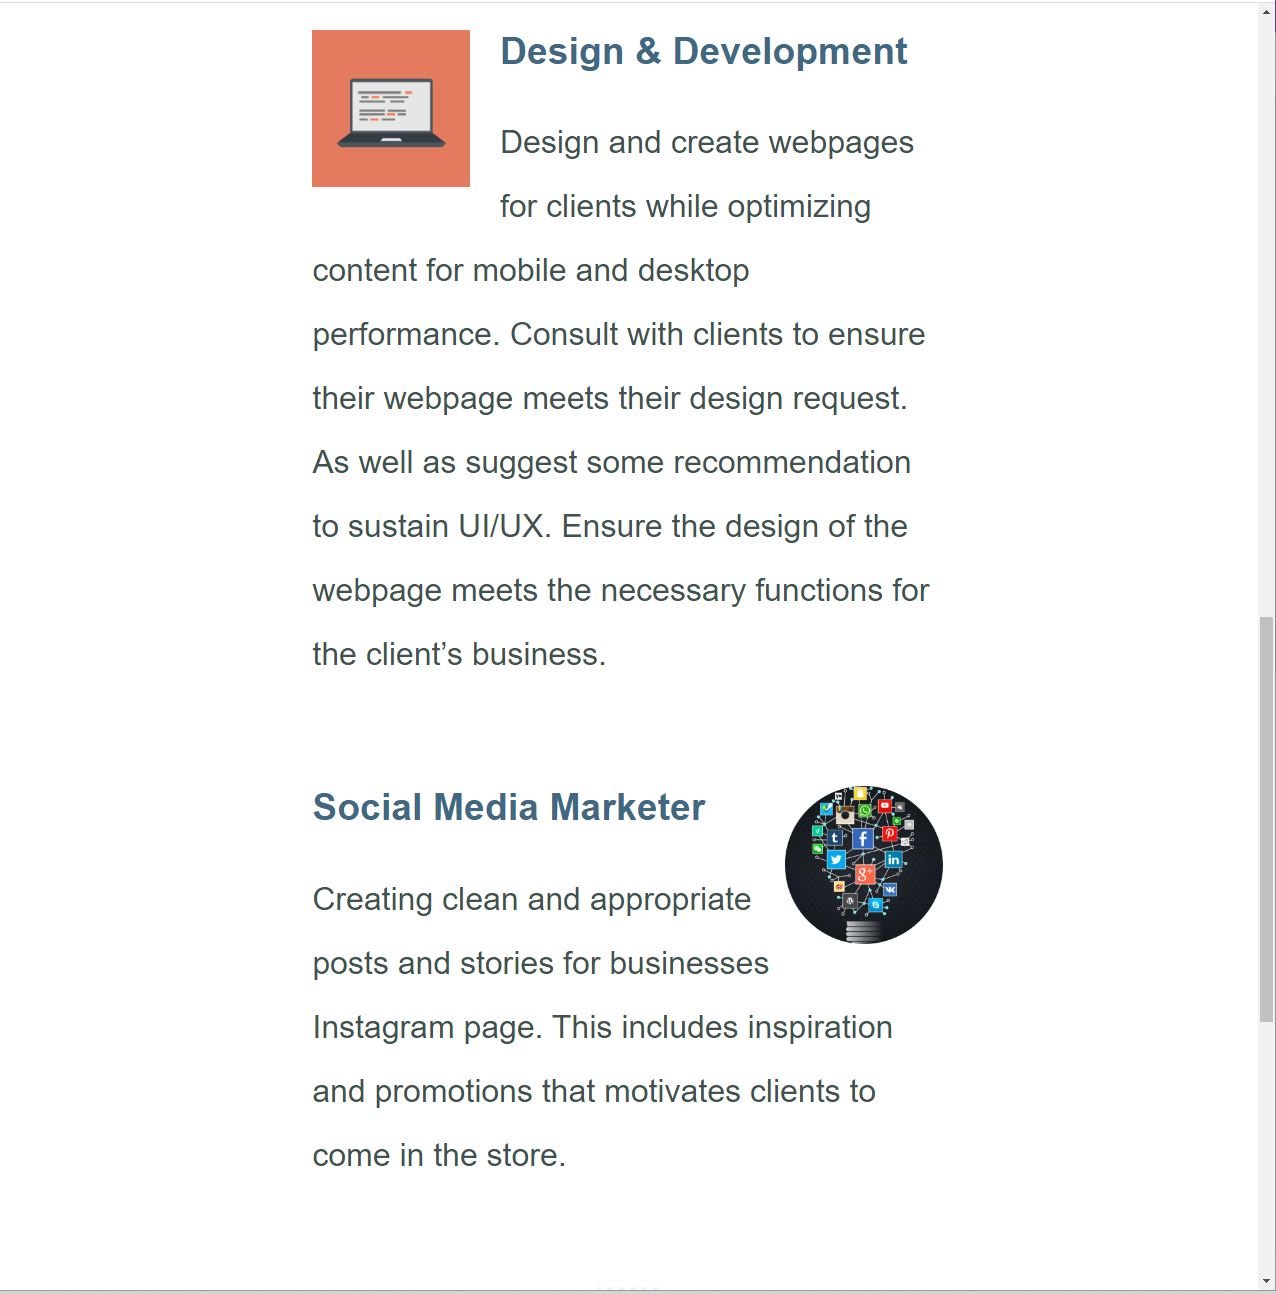 Design & Development
Design and create webpages
for clients while optimizing
content for mobile and desktop
performance. Consult with clients to ensure
their webpage meets their design request.
As well as suggest some recommendation
to sustain UI/UX. Ensure the design of the
webpage meets the necessary functions for
the client’s business.
Social Media Marketer
Creating clean and appropriate
posts and stories for businesses
Instagram page. This includes inspiration
and promotions that motivates clients to
come in the store.